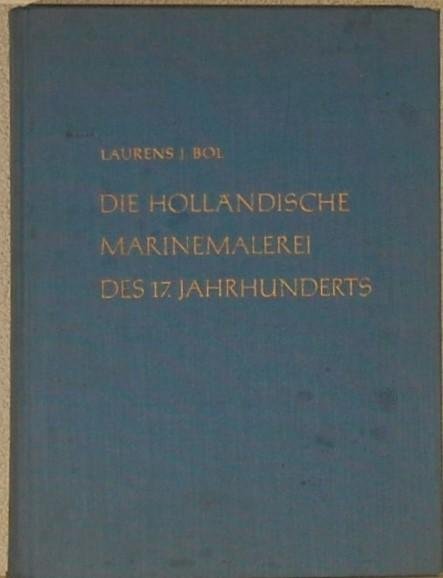 LAURENS J BOL
DIE HOLLÄNDISCHE
MARINEMALEREI
DES 17. JAHRHUNDERTS